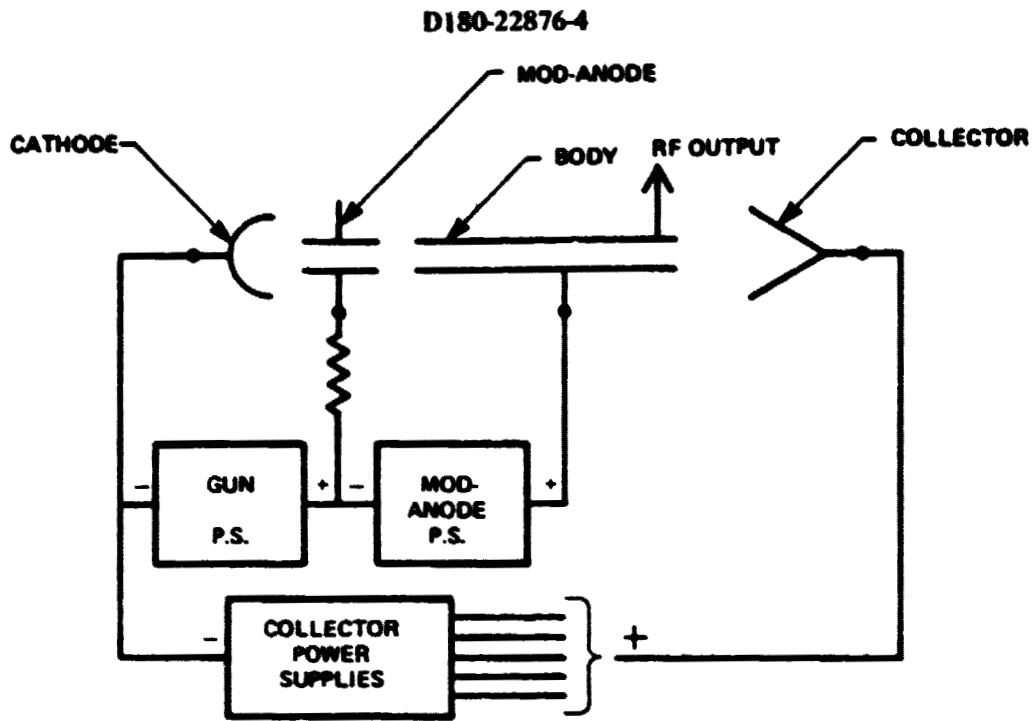 D180-22876-4
MOD-ANODE
CATHODE
BODY
RF OUTPUT
COLLECTOR
- GUN + - MOD- +
ANODE
P.S. P.S.
- COLLECTOR +
POWER
SUPPLIES